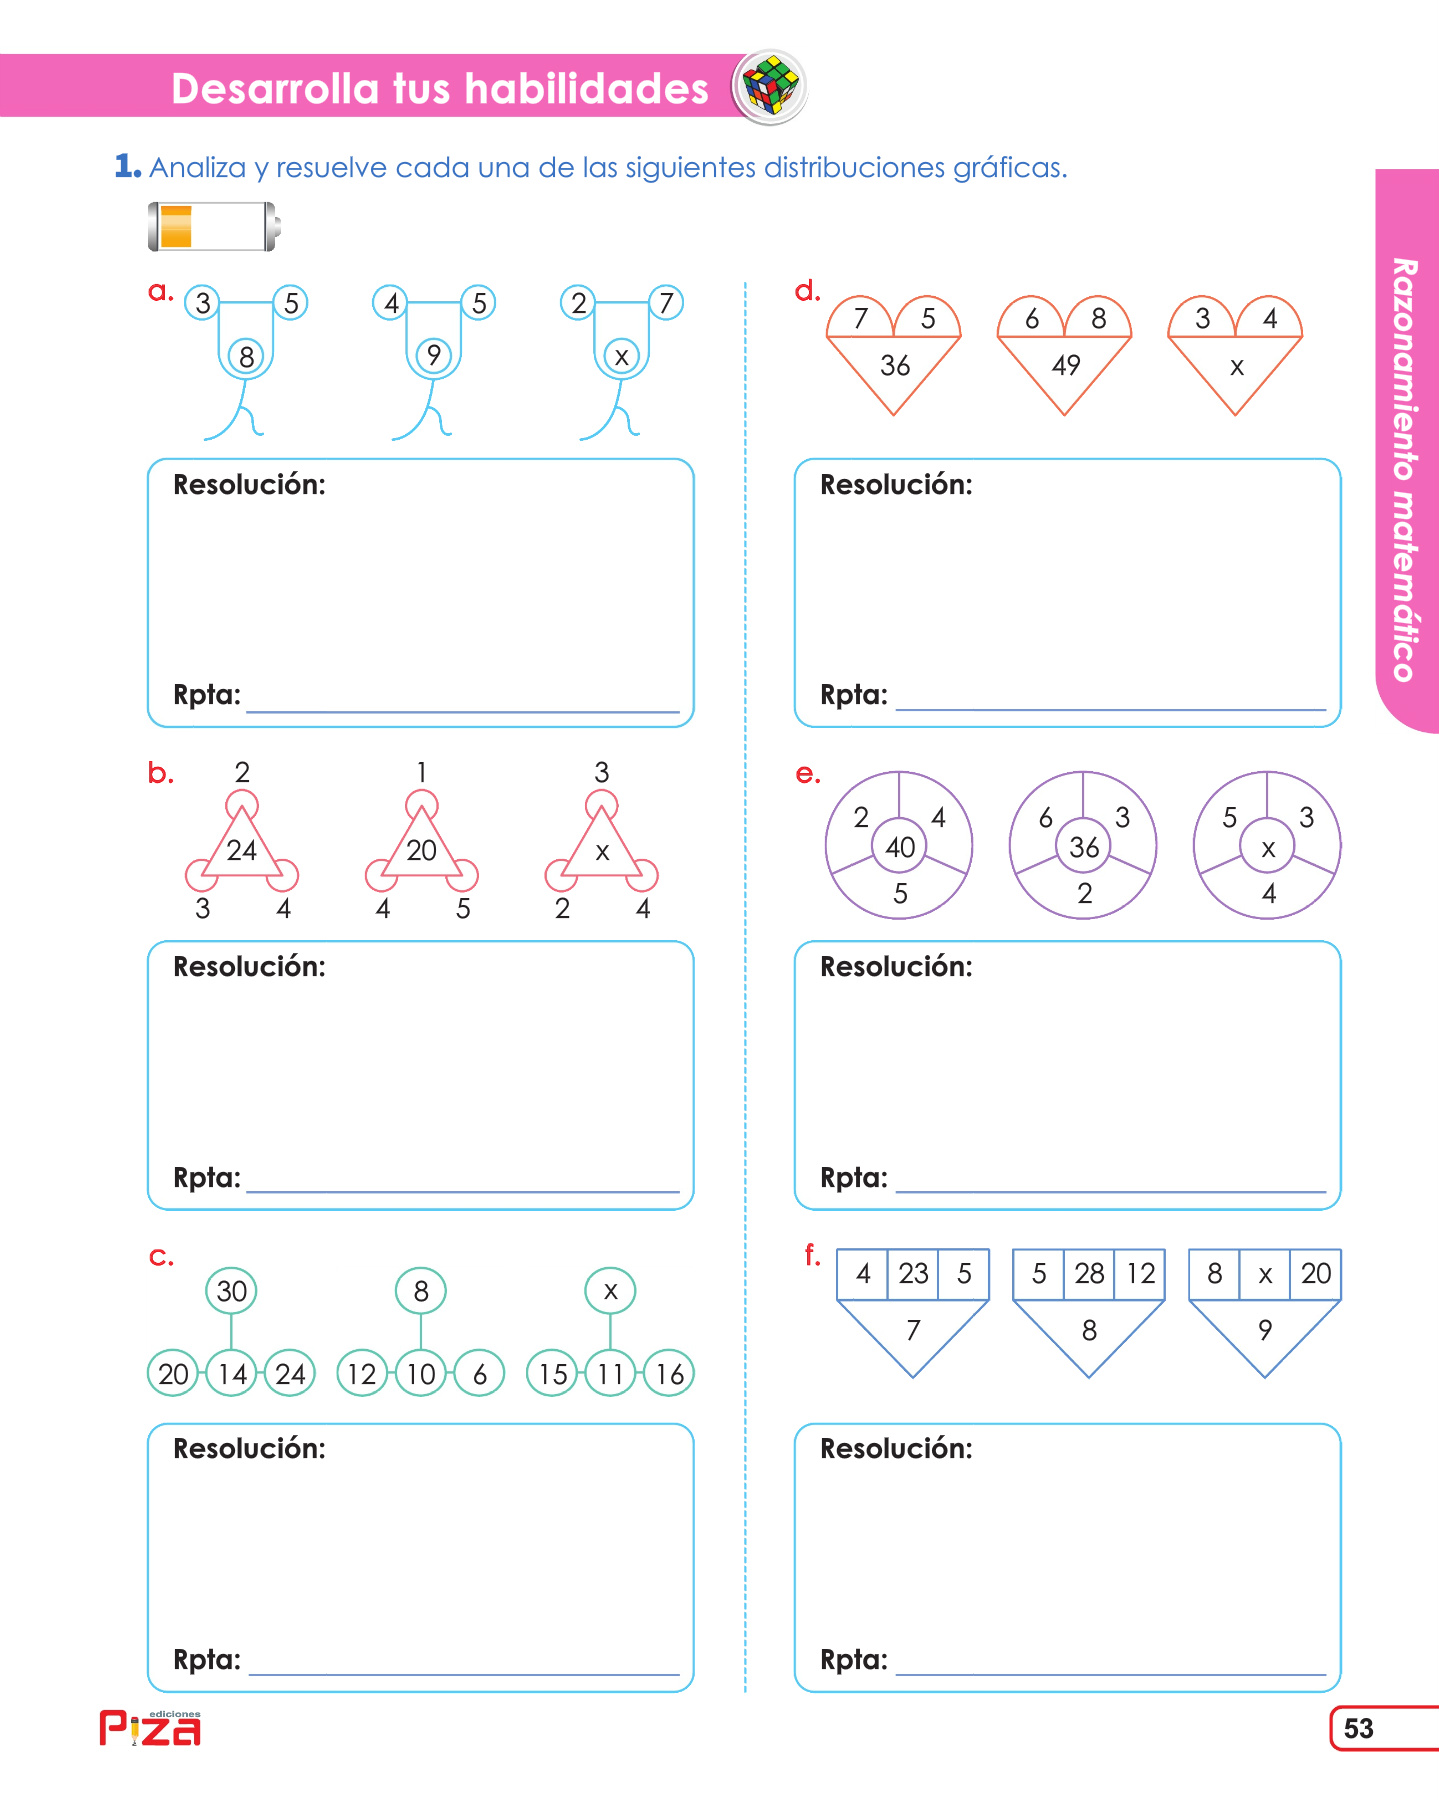 Desarrolla tus habilidades
1. Analiza y resuelve cada una de las siguientes distribuciones gráficas.
a.
3 5 4 5 2 7
8 9 x
Resolución:
Rpta:
b.
2 1 3
24 20 x
3 4 4 5 2 4
Resolución:
Rpta:
c.
30 8 x
20 14 24 12 10 6 15 11 16
Resolución:
Rpta:
d.
7 5 6 8 3 4
36 49 x
Resolución:
Rpta:
e.
2 4 6 3 5 3
40 36 x
5 2 4
Resolución:
Rpta:
f.
4 23 5 5 28 12 8 x 20
7 8 9
Resolución:
Rpta:
Razonamiento matemático
ediciones
Piza
53